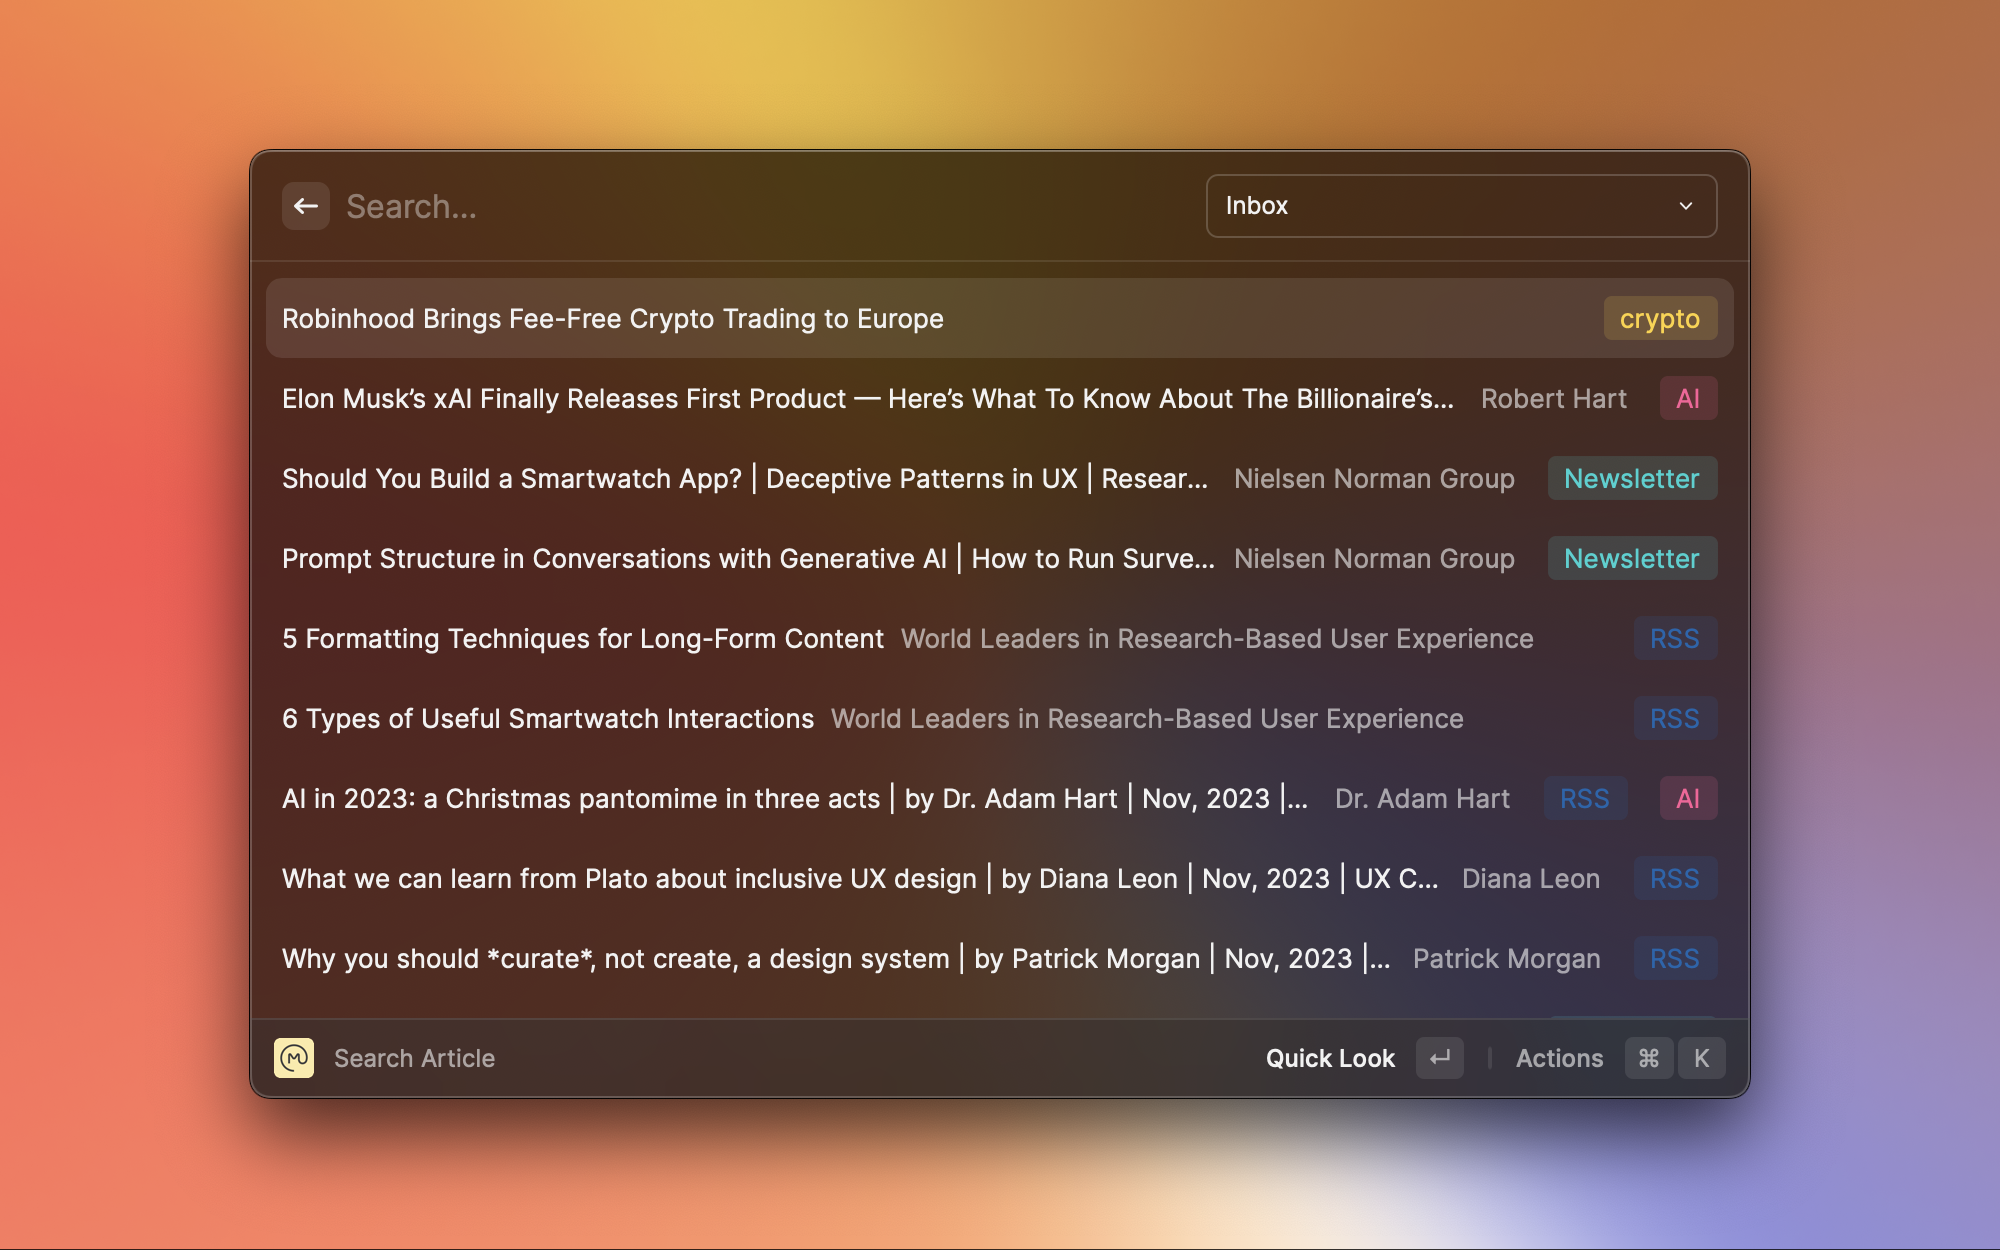 Search...
Inbox
Robinhood Brings Fee-Free Crypto Trading to Europe crypto
Elon Musk’s xAI Finally Releases First Product — Here’s What To Know About The Billionaire’s... Robert Hart AI
Should You Build a Smartwatch App? | Deceptive Patterns in UX | Resear... Nielsen Norman Group Newsletter
Prompt Structure in Conversations with Generative AI | How to Run Surve... Nielsen Norman Group Newsletter
5 Formatting Techniques for Long-Form Content World Leaders in Research-Based User Experience RSS
6 Types of Useful Smartwatch Interactions World Leaders in Research-Based User Experience RSS
AI in 2023: a Christmas pantomime in three acts | by Dr. Adam Hart | Nov, 2023 |... Dr. Adam Hart RSS AI
What we can learn from Plato about inclusive UX design | by Diana Leon | Nov, 2023 | UX C... Diana Leon RSS
Why you should *curate*, not create, a design system | by Patrick Morgan | Nov, 2023 |... Patrick Morgan RSS
Search Article Quick Look ↵ Actions ⌘ K